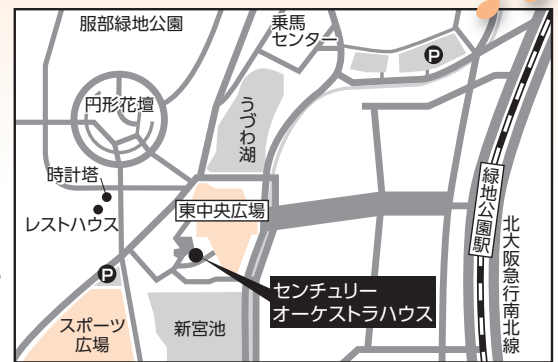 服部緑地公園
乗馬
センター
P
円形花壇
うづわ湖
時計塔
レストハウス
東中央広場
緑地公園駅
北大阪急行南北線
P
センチュリー
オーケストラハウス
スポーツ
広場
新宮池